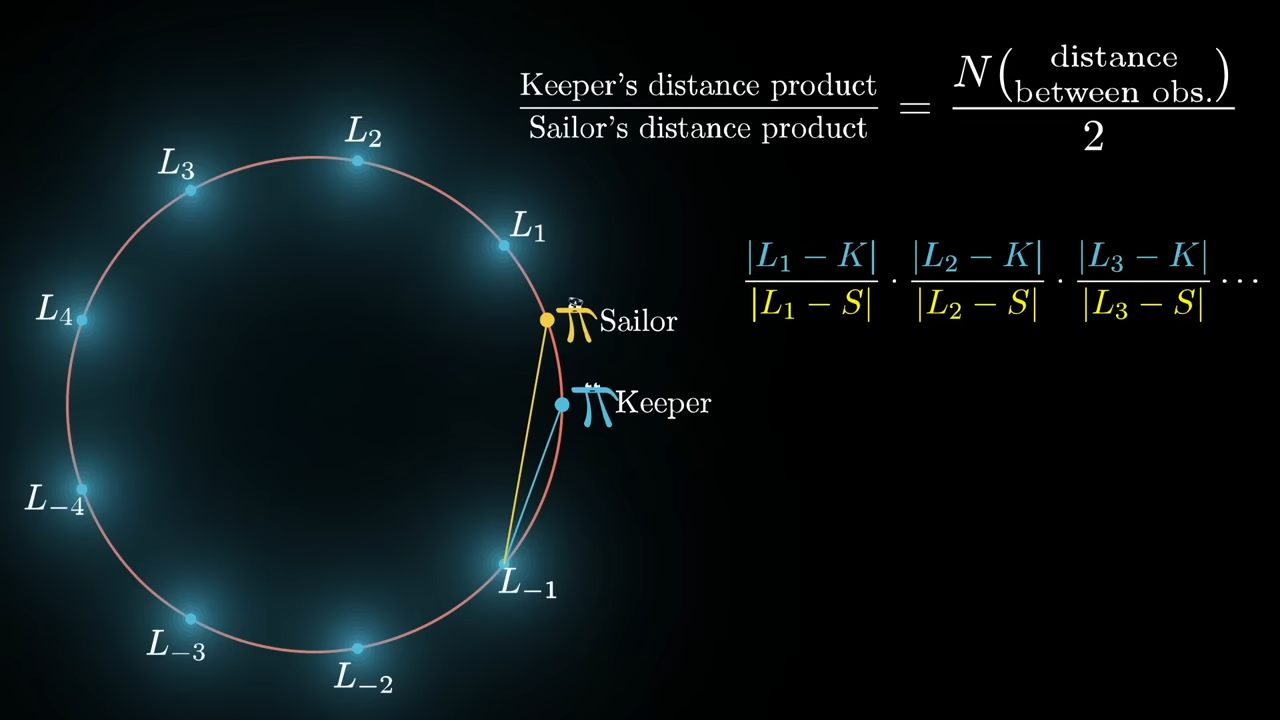 Keeper's distance product / Sailor's distance product = N(distance between obs.) / 2
L₂
L₃
L₁
|L₁ − K| / |L₁ − S| · |L₂ − K| / |L₂ − S| · |L₃ − K| / |L₃ − S| ⋯
L₄
Sailor
Keeper
L₋₄
L₋₁
L₋₃
L₋₂